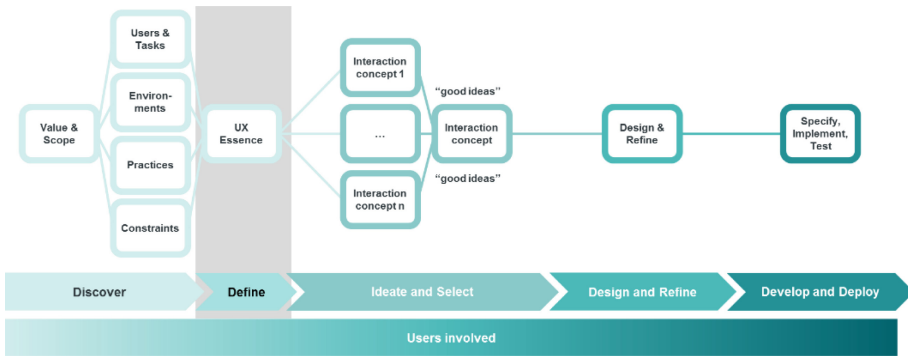 Value &
Scope
Users &
Tasks
Environ-
ments
Practices
Constraints
UX
Essence
Interaction
concept 1
...
Interaction
concept n
“good ideas”
Interaction
concept
“good ideas”
Design &
Refine
Specify,
Implement,
Test
Discover
Define
Ideate and Select
Design and Refine
Develop and Deploy
Users involved